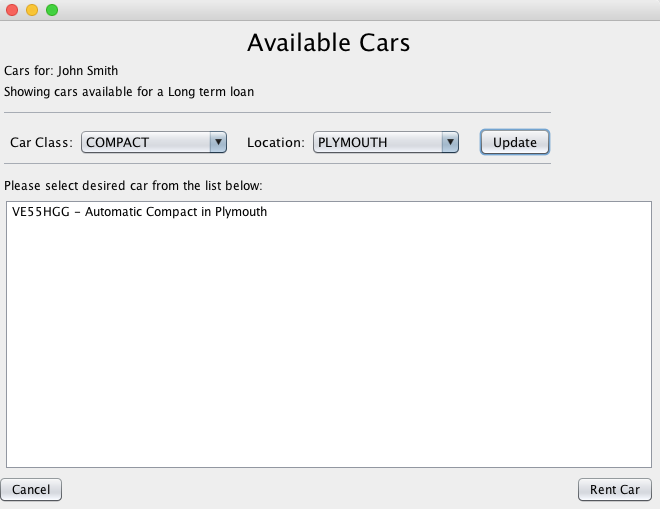 Available Cars
Cars for: John Smith
Showing cars available for a Long term loan
Car Class: COMPACT Location: PLYMOUTH Update
Please select desired car from the list below:
VE55HGG - Automatic Compact in Plymouth
Cancel Rent Car